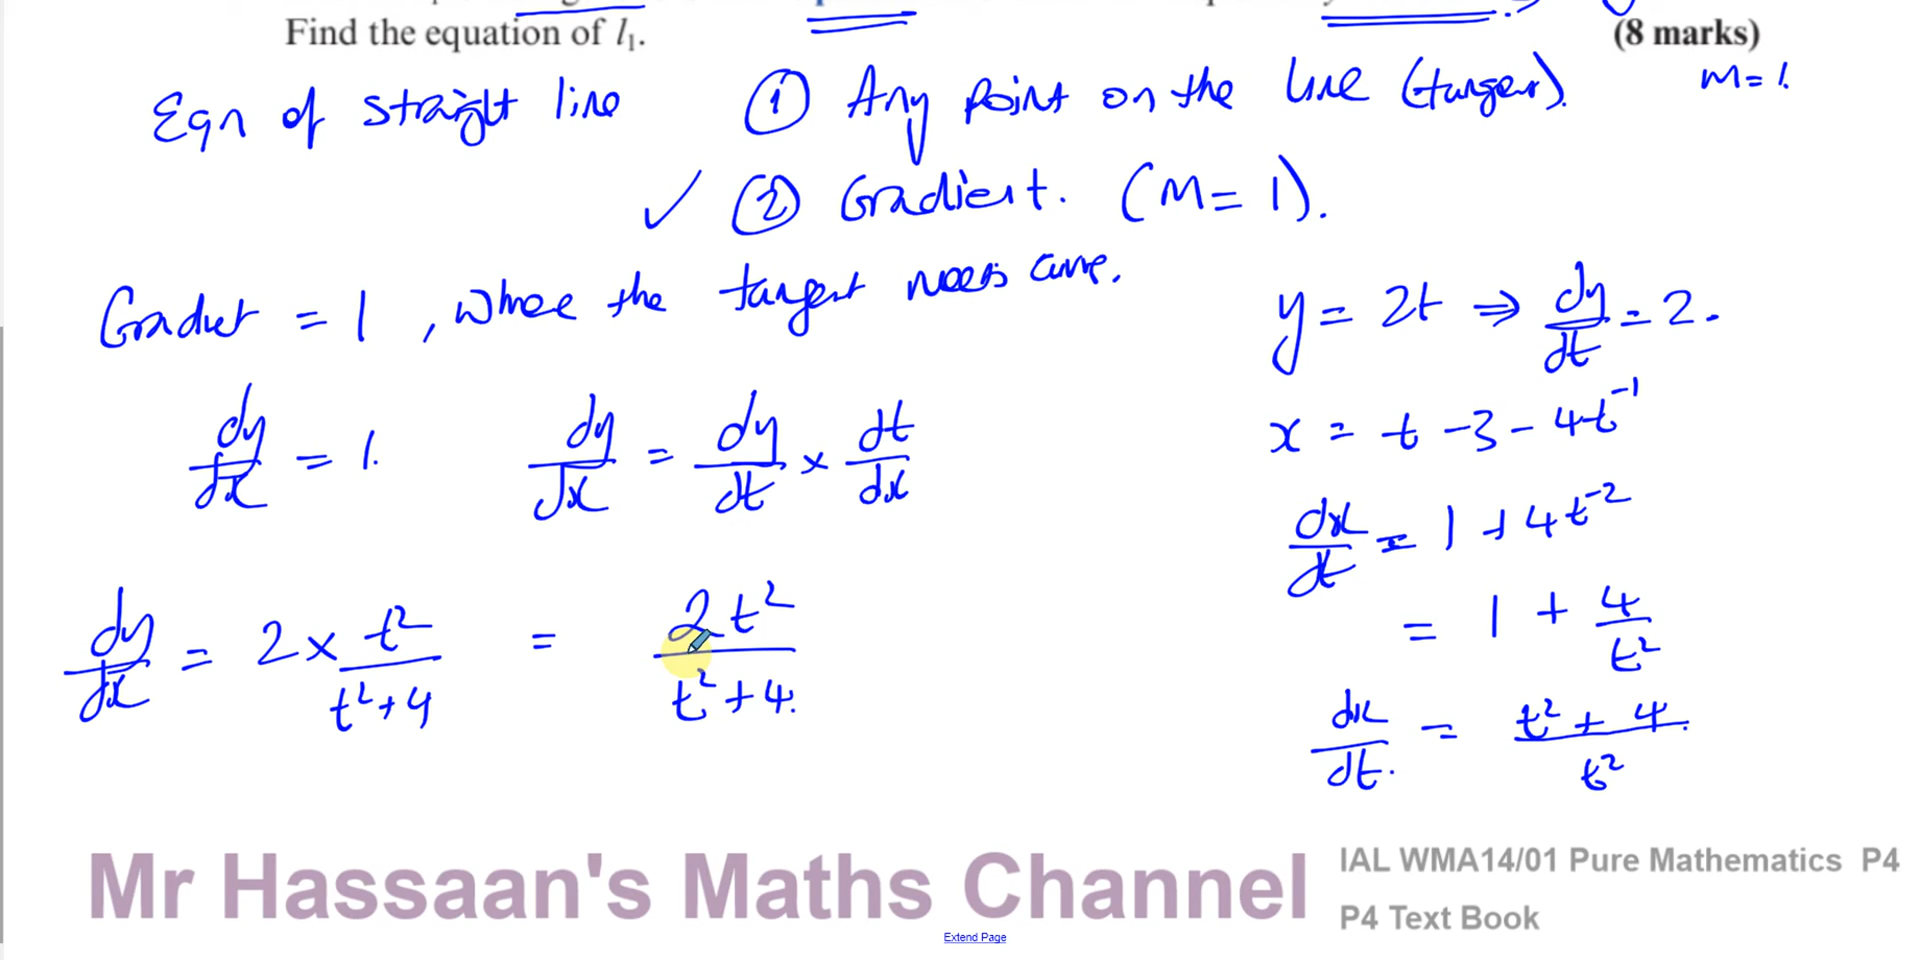 Find the equation of l₁.
(8 marks)
Eqn of straight line
① Any point on the line (tangent).
m = 1.
✓ ② Gradient. (m = 1).
Gradient = 1, where the tangent meets curve.
dy/dx = 1.
dy/dx = dy/dt × dt/dx
dy/dx = 2 × t²/(t²+4) = 2t²/(t²+4).
y = 2t ⇒ dy/dt = 2.
x = t - 3 - 4t⁻¹
dx/dt = 1 + 4t⁻²
= 1 + 4/t²
dx/dt. = (t² + 4.)/t²
Mr Hassaan's Maths Channel
IAL WMA14/01 Pure Mathematics P4
P4 Text Book
Extend Page